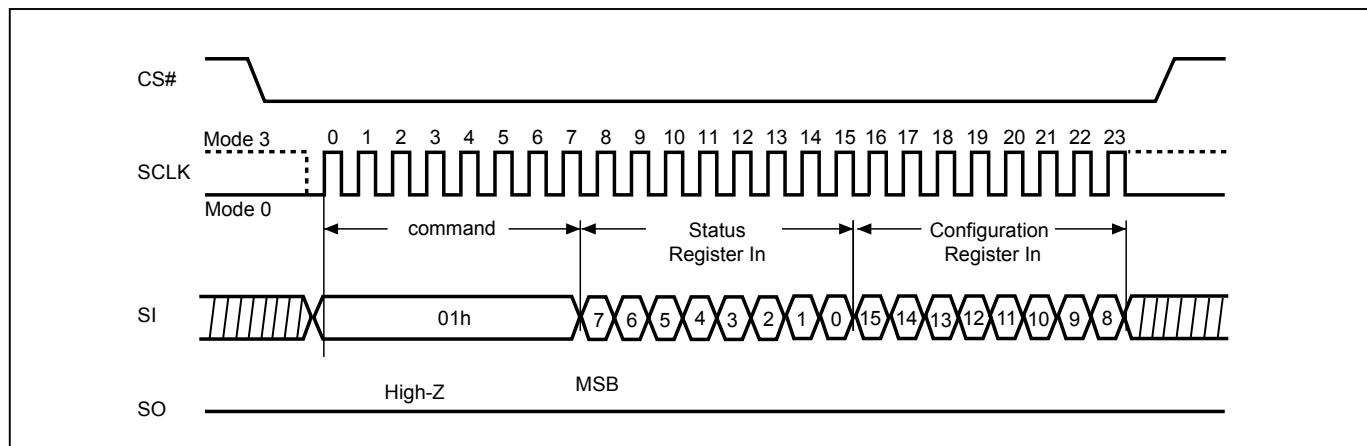 CS#
Mode 3
0 1 2 3 4 5 6 7 8 9 10 11 12 13 14 15 16 17 18 19 20 21 22 23
SCLK
Mode 0
command
Status
Register In
Configuration
Register In
SI
01h
7 6 5 4 3 2 1 0 15 14 13 12 11 10 9 8
High-Z
MSB
SO